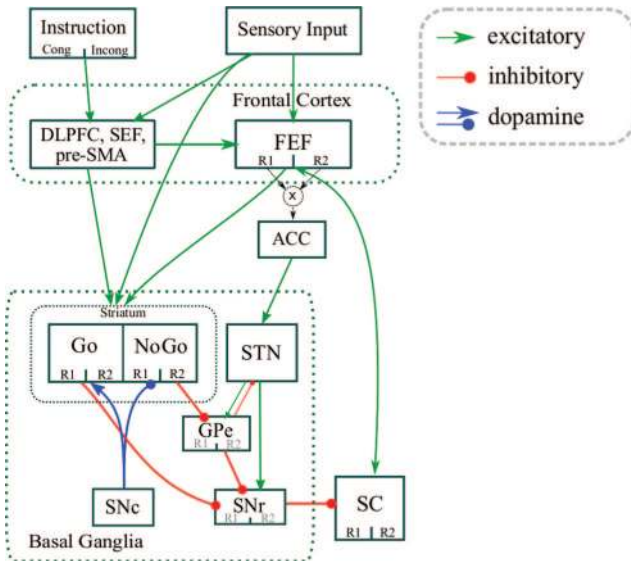 Instruction
Cong Incong
Sensory Input
excitatory
inhibitory
dopamine
Frontal Cortex
DLPFC, SEF,
pre-SMA
FEF
R1 R2
x
ACC
Striatum
Go NoGo
R1 R2 R1 R2
STN
GPe
R1 R2
SNc
SNr
R1 R2
SC
R1 R2
Basal Ganglia